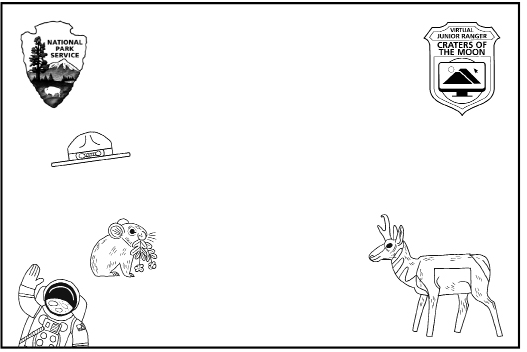 NATIONAL
PARK
SERVICE
VIRTUAL
JUNIOR RANGER
CRATERS OF
THE MOON